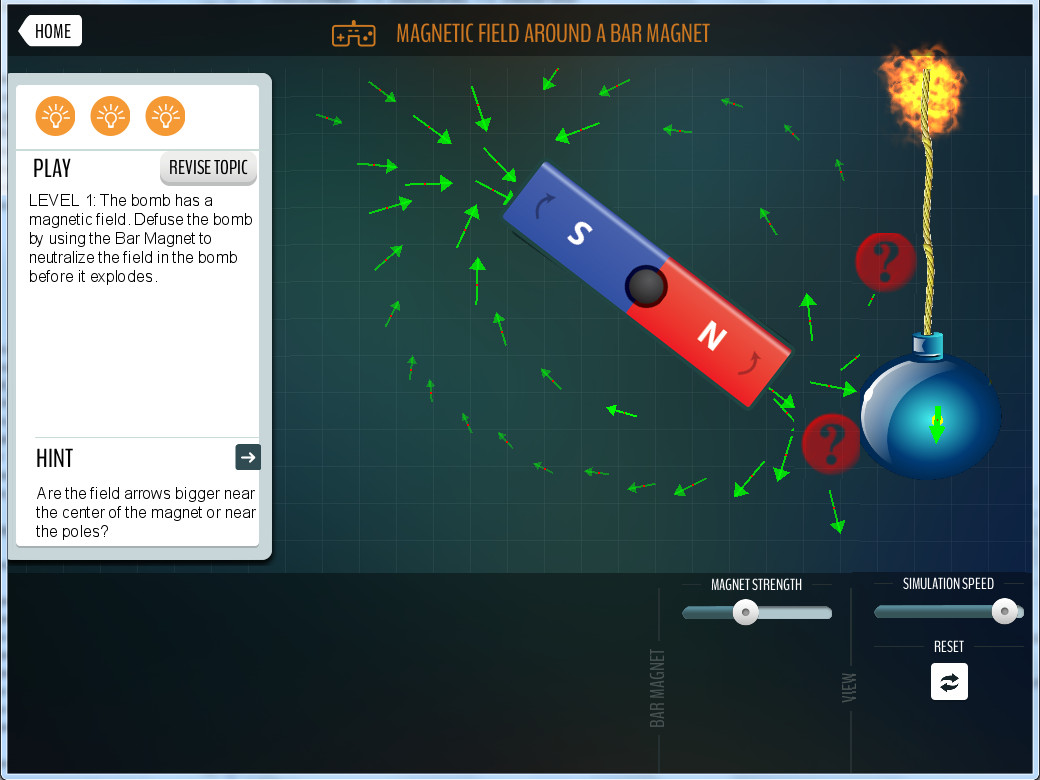 HOME
MAGNETIC FIELD AROUND A BAR MAGNET
PLAY
REVISE TOPIC
LEVEL 1: The bomb has a
magnetic field. Defuse the bomb
by using the Bar Magnet to
neutralize the field in the bomb
before it explodes.
HINT
Are the field arrows bigger near
the center of the magnet or near
the poles?
S
N
?
?
MAGNET STRENGTH
SIMULATION SPEED
RESET
BAR MAGNET
VIEW